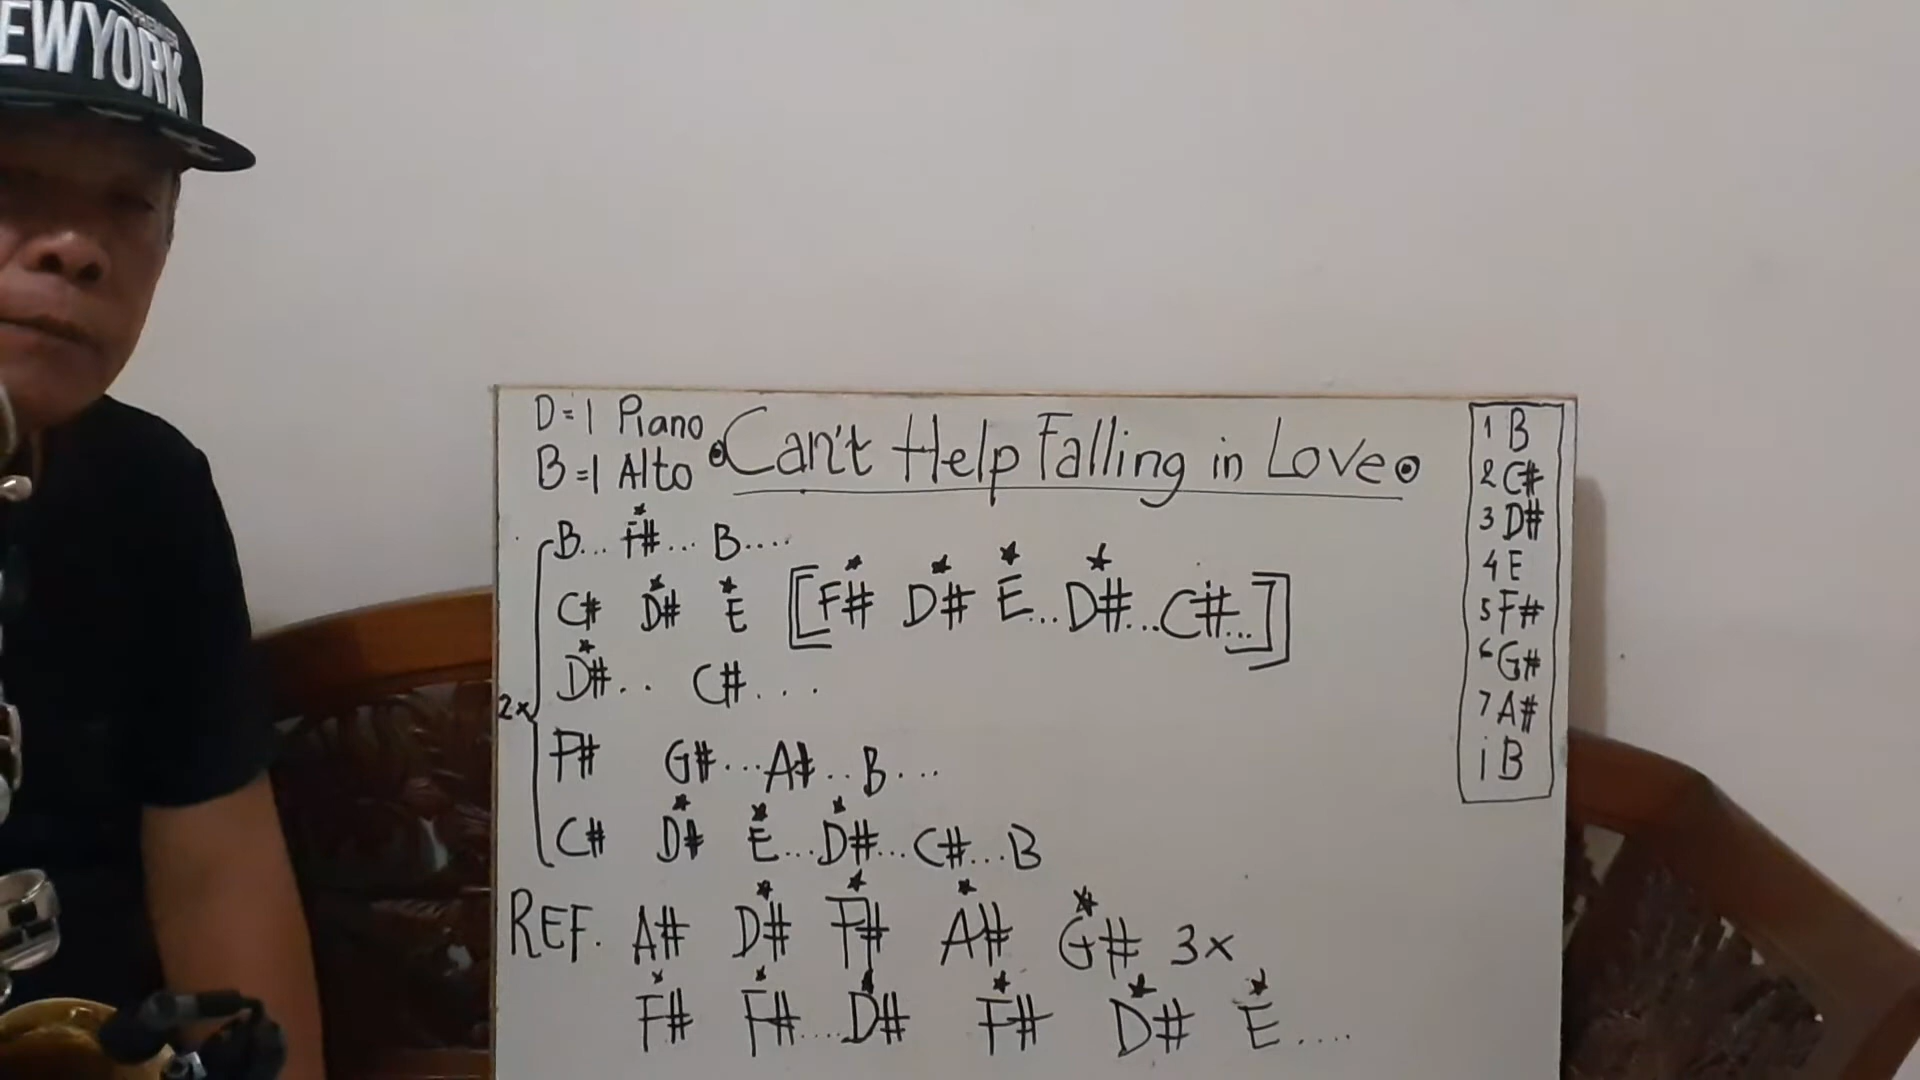 PREMIER
EWYORK
D=1 Piano
B=1 Alto
Can't Help Falling in Love
B... F#... B....
C# D# E [F# D# E...D#...C#...]
D#.. C#...
2x
F# G#...A#..B...
C# D# E...D#...C#...B
REF. A# D# F# A# G# 3x
F# F#....D# F# D# E....
1 B
2 C#
3 D#
4 E
5 F#
6 G#
7 A#
i B